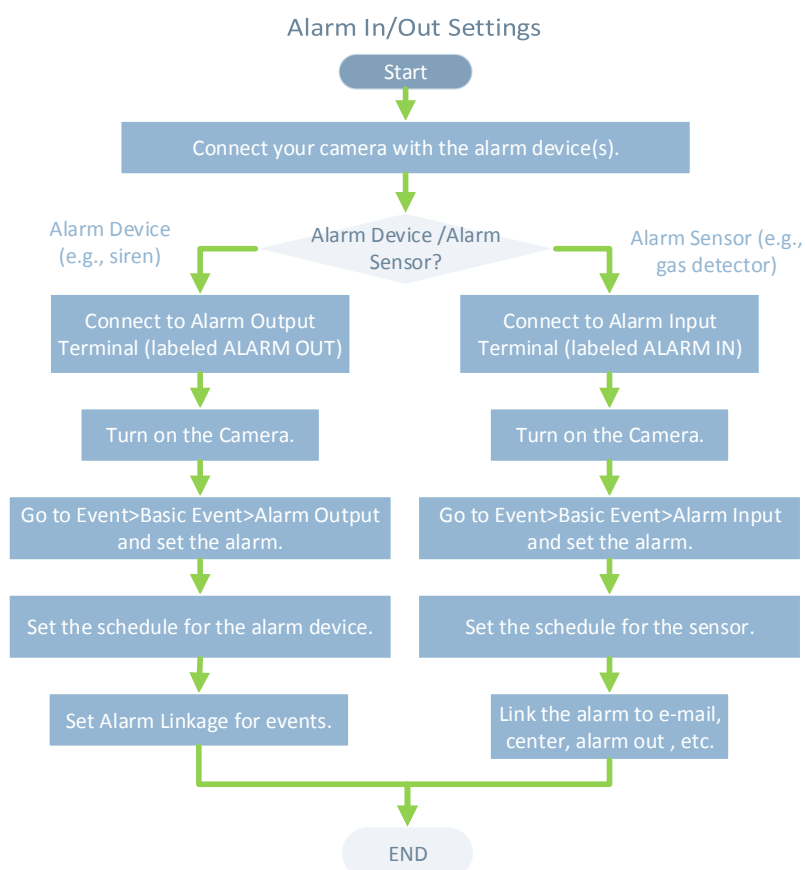 Alarm In/Out Settings
Start
Connect your camera with the alarm device(s).
Alarm Device /Alarm
Sensor?
Alarm Device
(e.g., siren)
Connect to Alarm Output
Terminal (labeled ALARM OUT)
Turn on the Camera.
Go to Event>Basic Event>Alarm Output
and set the alarm.
Set the schedule for the alarm device.
Set Alarm Linkage for events.
Alarm Sensor (e.g.,
gas detector)
Connect to Alarm Input
Terminal (labeled ALARM IN)
Turn on the Camera.
Go to Event>Basic Event>Alarm Input
and set the alarm.
Set the schedule for the sensor.
Link the alarm to e-mail,
center, alarm out , etc.
END